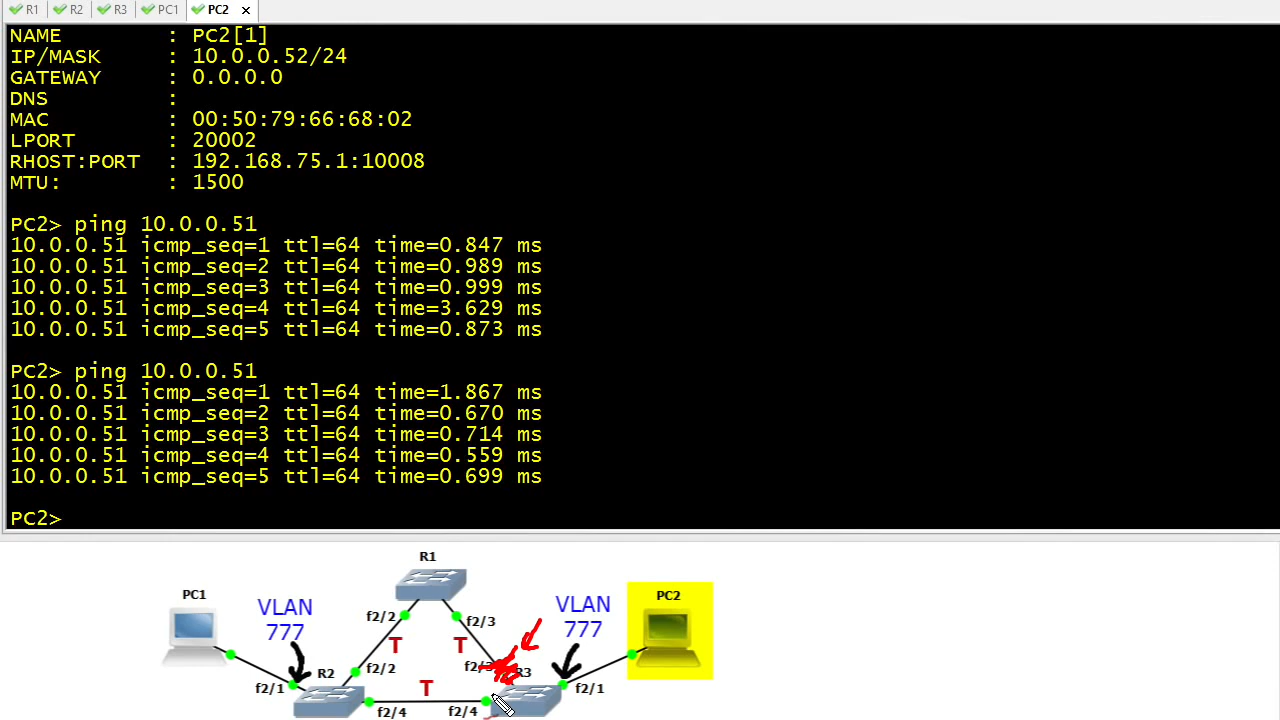 R1 R2 R3 PC1 PC2 X
NAME : PC2[1]
IP/MASK : 10.0.0.52/24
GATEWAY : 0.0.0.0
DNS :
MAC : 00:50:79:66:68:02
LPORT : 20002
RHOST:PORT : 192.168.75.1:10008
MTU: : 1500
PC2> ping 10.0.0.51
10.0.0.51 icmp_seq=1 ttl=64 time=0.847 ms
10.0.0.51 icmp_seq=2 ttl=64 time=0.989 ms
10.0.0.51 icmp_seq=3 ttl=64 time=0.999 ms
10.0.0.51 icmp_seq=4 ttl=64 time=3.629 ms
10.0.0.51 icmp_seq=5 ttl=64 time=0.873 ms
PC2> ping 10.0.0.51
10.0.0.51 icmp_seq=1 ttl=64 time=1.867 ms
10.0.0.51 icmp_seq=2 ttl=64 time=0.670 ms
10.0.0.51 icmp_seq=3 ttl=64 time=0.714 ms
10.0.0.51 icmp_seq=4 ttl=64 time=0.559 ms
10.0.0.51 icmp_seq=5 ttl=64 time=0.699 ms
PC2>
R1
PC1
PC2
VLAN
777
VLAN
777
f2/2
f2/3
T
T
f2/2
f2/3
R2
R3
f2/1
f2/1
T
f2/4
f2/4